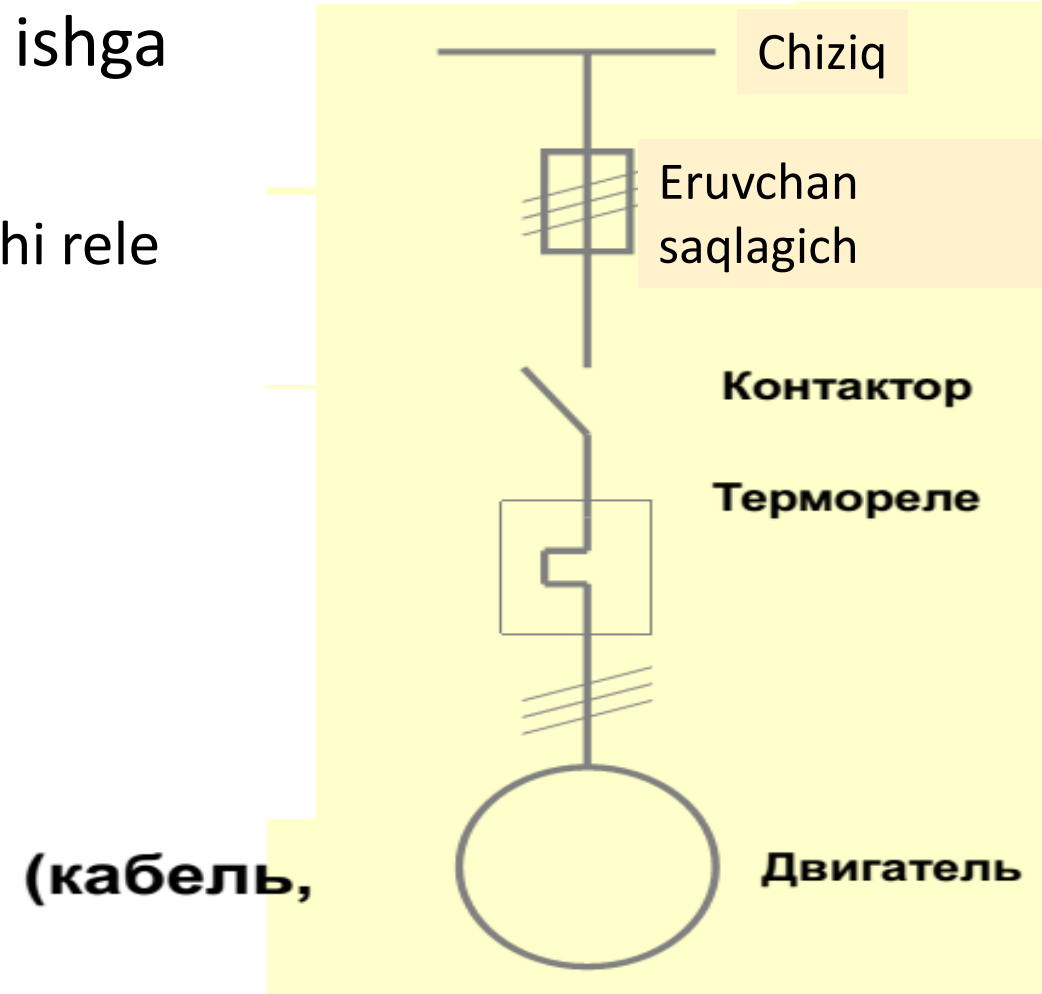 ishga
Chiziq
Eruvchan
saqlagich
hi rele
Контактор
Термореле
(кабель,
Двигатель